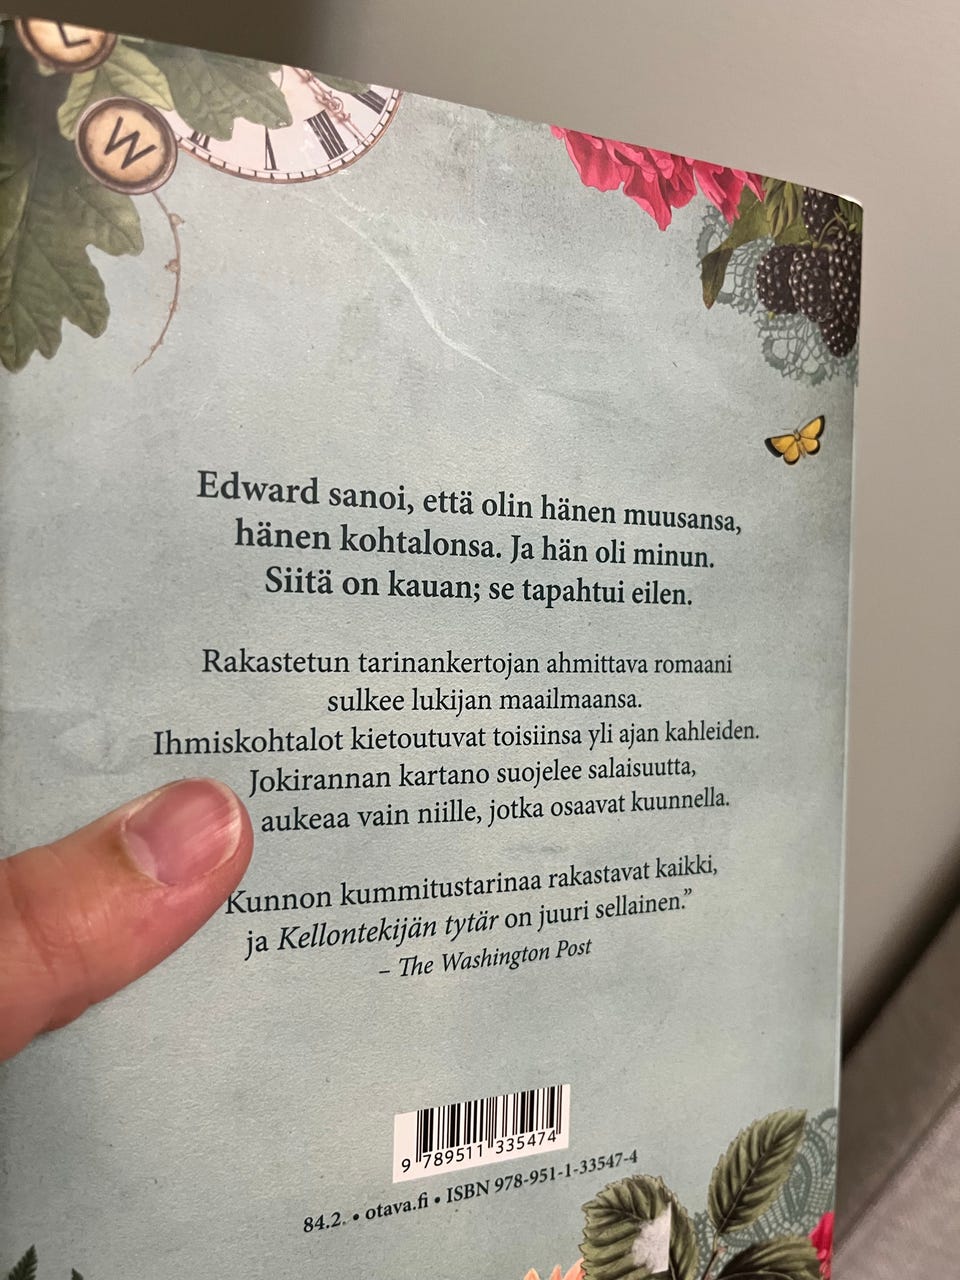 L
W
Edward sanoi, että olin hänen muusansa,
hänen kohtalonsa. Ja hän oli minun.
Siitä on kauan; se tapahtui eilen.
Rakastetun tarinankertojan ahmittava romaani
sulkee lukijan maailmaansa.
Ihmiskohtalot kietoutuvat toisiinsa yli ajan kahleiden.
Jokirannan kartano suojelee salaisuutta,
aukeaa vain niille, jotka osaavat kuunnella.
Kunnon kummitustarinaa rakastavat kaikki,
ja Kellontekijän tytär on juuri sellainen.”
– The Washington Post
9 789511 335474
84.2. • otava.fi • ISBN 978-951-1-33547-4